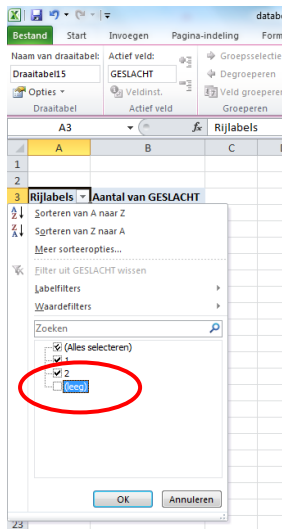 datab
Bestand Start Invoegen Pagina-indeling Form
Naam van draaitabel: Actief veld: Groepsselectie
Draaitabel15 GESLACHT Degroeperen
Opties Veldinst. Veld groeperen
Draaitabel Actief veld Groeperen
A3 fx Rijlabels
A B C
1
2
3 Rijlabels Aantal van GESLACHT
Sorteren van A naar Z
Sorteren van Z naar A
Meer sorteeropties...
Filter uit GESLACHT wissen
Labelfilters
Waardefilters
Zoeken
(Alles selecteren)
1
2
(leeg)
OK Annuleren
23